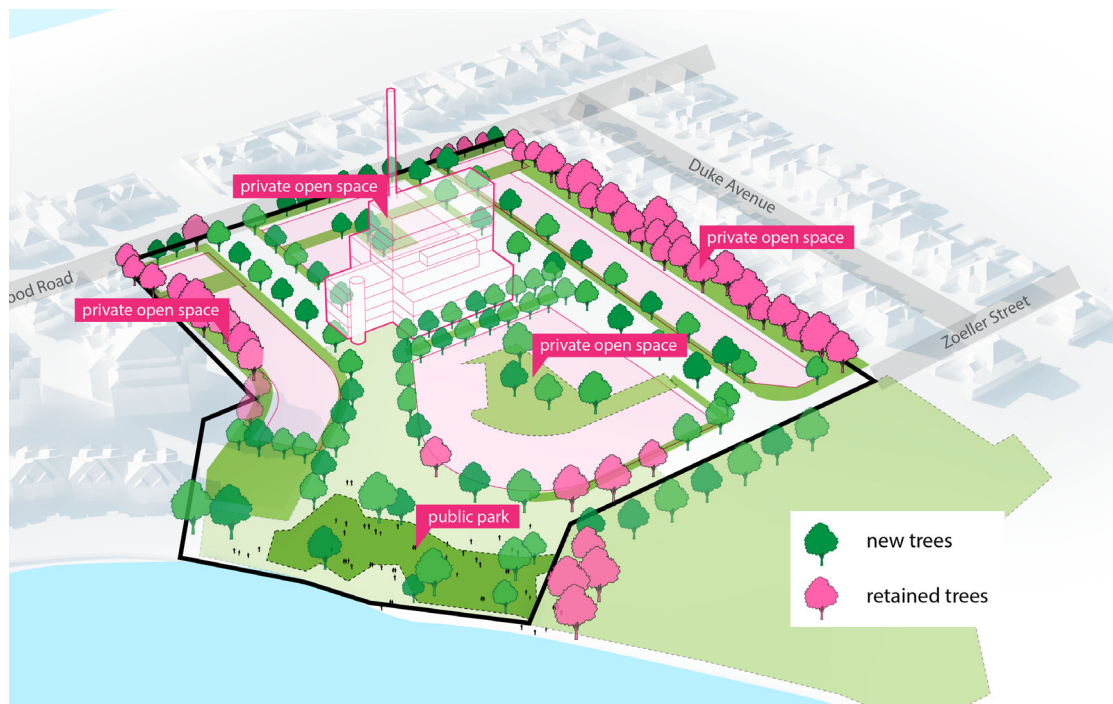 private open space
Duke Avenue
private open space
ood Road
private open space
Zoeller Street
private open space
public park
new trees
retained trees